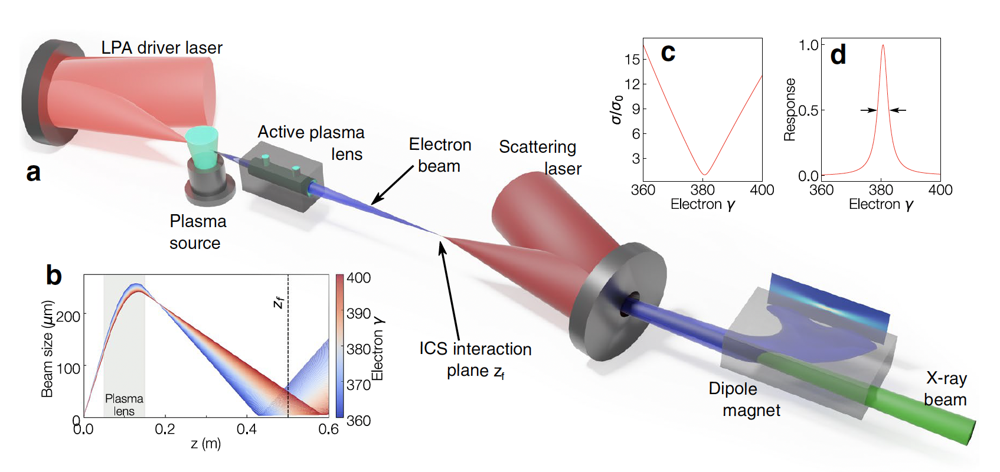 LPA driver laser
a
Plasma
source
Active plasma
lens
Electron
beam
Scattering
laser
ICS interaction
plane zf
Dipole
magnet
X-ray
beam
b
Beam size (μm)
200
100
0
0.0
0.2
0.4
0.6
z (m)
Plasma
lens
zf
400
390
380
370
360
Electron γ
c
σ/σ0
15
12
9
6
3
360
380
400
Electron γ
d
Response
1.0
0.5
0.0
360
380
400
Electron γ